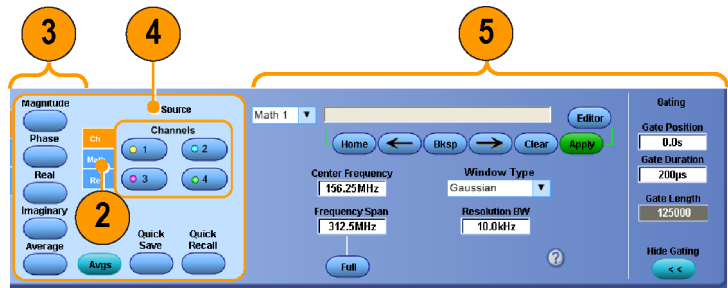 3
4
5
Magnitude
Phase
Real
Imaginary
Average
Source
Ch
Math
2
Channels
1
2
3
4
Avgs
Quick
Save
Quick
Recall
Math 1
Editor
Home
Bksp
Clear
Apply
Center Frequency
156.25MHz
Frequency Span
312.5MHz
Full
Window Type
Gaussian
Resolution BW
10.0kHz
?
Gating
Gate Position
0.0s
Gate Duration
200µs
Gate Length
125000
Hide Gating
<<